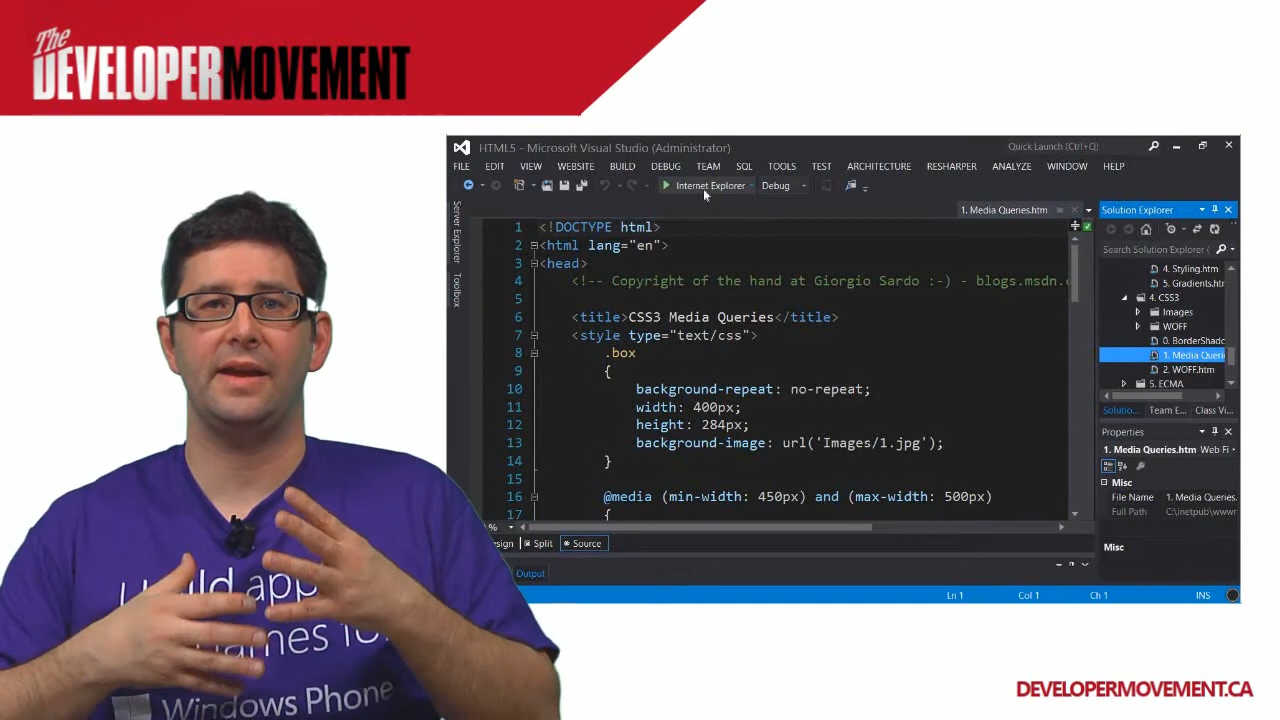 The
DEVELOPERMOVEMENT
HTML5 - Microsoft Visual Studio (Administrator)
Quick Launch (Ctrl+Q)
FILE EDIT VIEW WEBSITE BUILD DEBUG TEAM SQL TOOLS TEST ARCHITECTURE RESHARPER ANALYZE WINDOW HELP
Internet Explorer Debug
Server Explorer
Toolbox
1. Media Queries.htm
1 <!DOCTYPE html>
2 <html lang="en">
3 <head>
4 <!-- Copyright of the hand at Giorgio Sardo :-) - blogs.msdn.c
5
6 <title>CSS3 Media Queries</title>
7 <style type="text/css">
8 .box
9 {
10 background-repeat: no-repeat;
11 width: 400px;
12 height: 284px;
13 background-image: url('Images/1.jpg');
14 }
15
16 @media (min-width: 450px) and (max-width: 500px)
17 {
%
esign Split Source
Output
Ln 1 Col 1 Ch 1 INS
Solution Explorer
Search Solution Explorer (
4. Styling.htm
5. Gradients.ht
4. CSS3
Images
WOFF
0. BorderShado
1. Media Queri
2. WOFF.htm
5. ECMA
Solutio... Team E... Class Vi...
Properties
1. Media Queries.htm Web Fi
Misc
File Name 1. Media Queries.
Full Path C:\inetpub\wwwr
Misc
build app
ames fo
Windows Phone
DEVELOPERMOVEMENT.CA